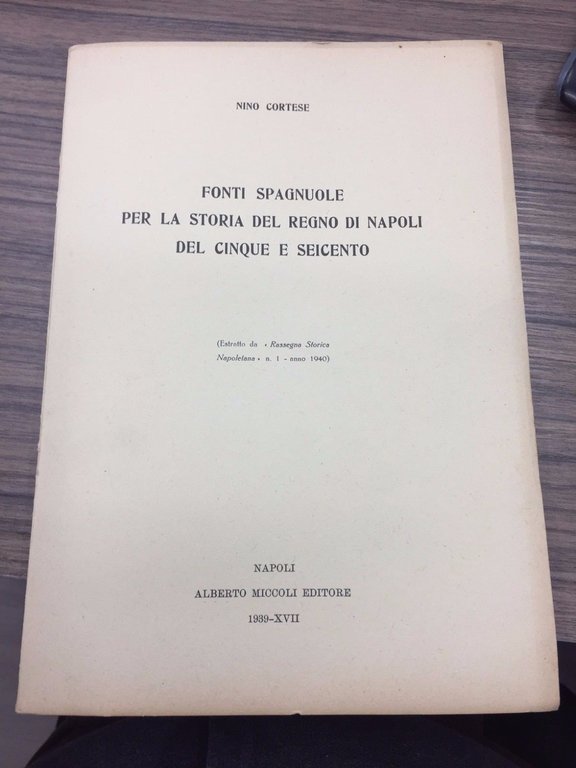 NINO CORTESE
FONTI SPAGNUOLE
PER LA STORIA DEL REGNO DI NAPOLI
DEL CINQUE E SEICENTO
(Estratto da « Rassegna Storica
Napoletana » n. 1 - anno 1940)
NAPOLI
ALBERTO MICCOLI EDITORE
1939-XVII